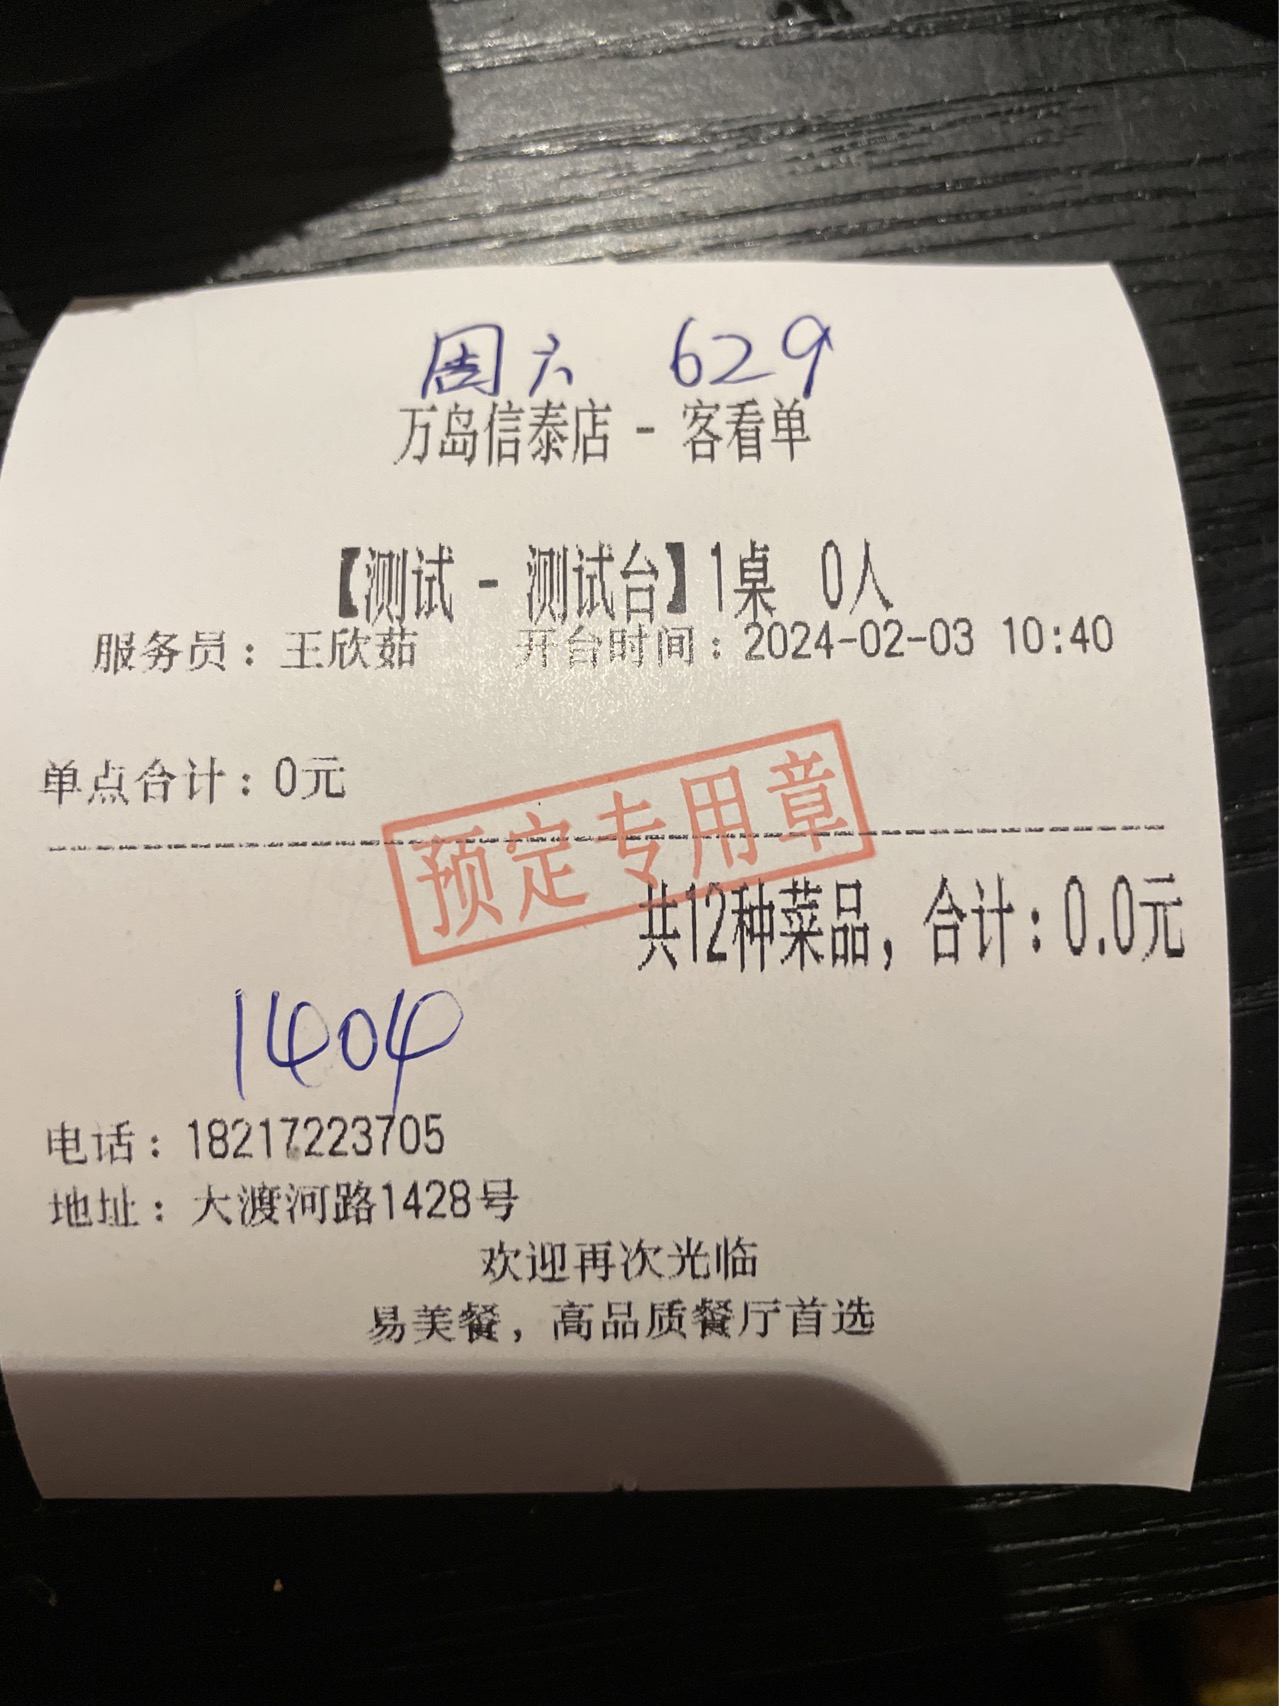 周六 629
万岛信泰店 - 客看单
【测试 - 测试台】1桌 0人
服务员：王欣茹 开台时间：2024-02-03 10:40
单点合计：0元
预定专用章
共12种菜品，合计：0.0元
1404
电话：18217223705
地址：大渡河路1428号
欢迎再次光临
易美餐，高品质餐厅首选